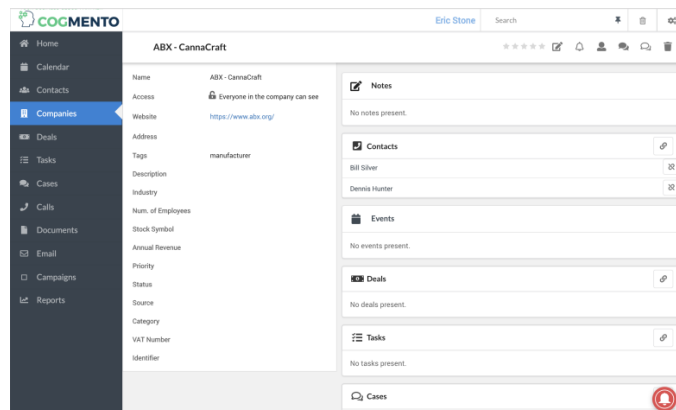 COGMENTO
Eric Stone
Search
Home
Calendar
Contacts
Companies
Deals
Tasks
Cases
Calls
Documents
Email
Campaigns
Reports
ABX - CannaCraft
Name ABX - CannaCraft
Access Everyone in the company can see
Website https://www.abx.org/
Address
Tags manufacturer
Description
Industry
Num. of Employees
Stock Symbol
Annual Revenue
Priority
Status
Source
Category
VAT Number
Identifier
Notes
No notes present.
Contacts
Bill Silver
Dennis Hunter
Events
No events present.
Deals
No deals present.
Tasks
No tasks present.
Cases